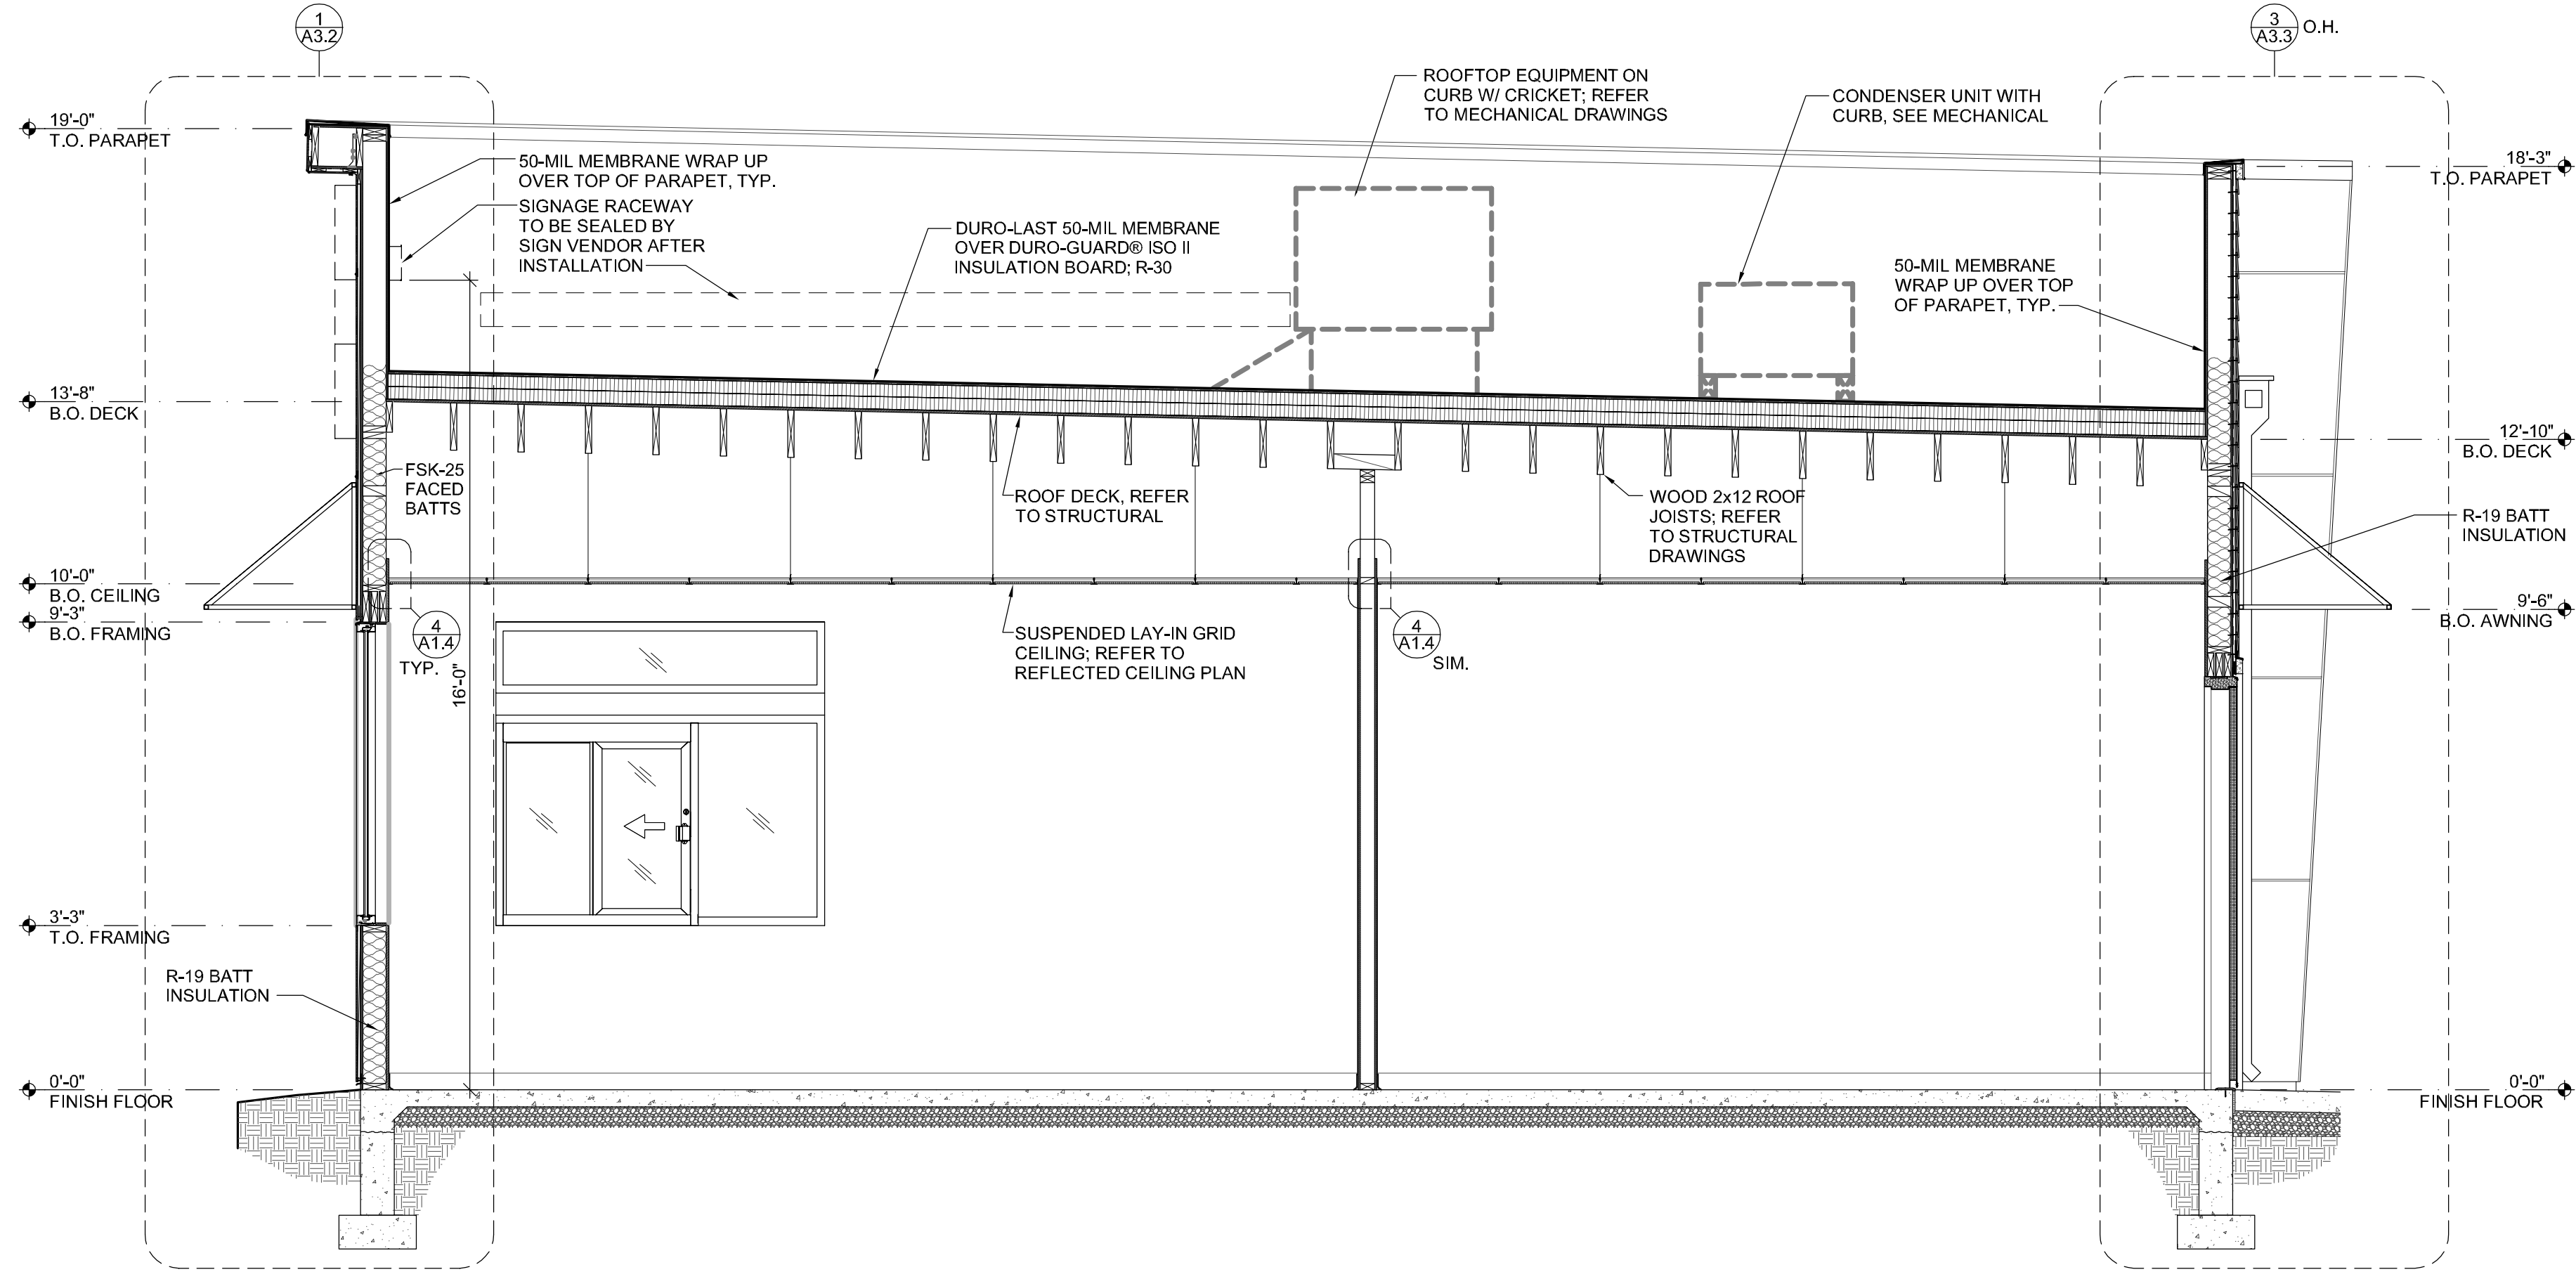 1
A3.2
3
A3.3
O.H.
19'-0"
T.O. PARAPET
50-MIL MEMBRANE WRAP UP
OVER TOP OF PARAPET, TYP.
SIGNAGE RACEWAY
TO BE SEALED BY
SIGN VENDOR AFTER
INSTALLATION
DURO-LAST 50-MIL MEMBRANE
OVER DURO-GUARD® ISO II
INSULATION BOARD; R-30
ROOFTOP EQUIPMENT ON
CURB W/ CRICKET; REFER
TO MECHANICAL DRAWINGS
CONDENSER UNIT WITH
CURB, SEE MECHANICAL
50-MIL MEMBRANE
WRAP UP OVER TOP
OF PARAPET, TYP.
18'-3"
T.O. PARAPET
13'-8"
B.O. DECK
12'-10"
B.O. DECK
FSK-25
FACED
BATTS
ROOF DECK, REFER
TO STRUCTURAL
WOOD 2x12 ROOF
JOISTS; REFER
TO STRUCTURAL
DRAWINGS
R-19 BATT
INSULATION
10'-0"
B.O. CEILING
9'-3"
B.O. FRAMING
4
A1.4
TYP.
16'-0"
SUSPENDED LAY-IN GRID
CEILING; REFER TO
REFLECTED CEILING PLAN
4
A1.4
SIM.
9'-6"
B.O. AWNING
3'-3"
T.O. FRAMING
R-19 BATT
INSULATION
0'-0"
FINISH FLOOR
0'-0"
FINISH FLOOR